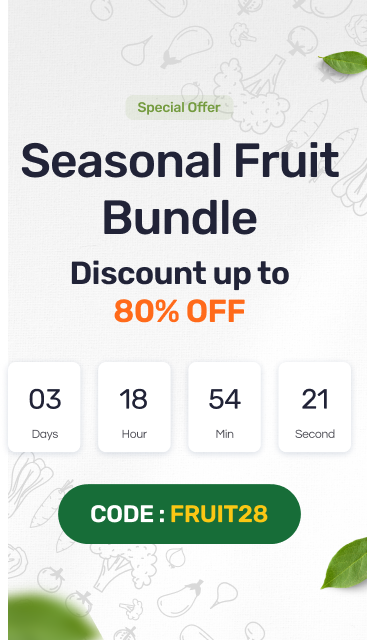 Special Offer
Seasonal Fruit
Bundle
Discount up to
80% OFF
03 18 54 21
Days Hour Min Second
CODE : FRUIT28